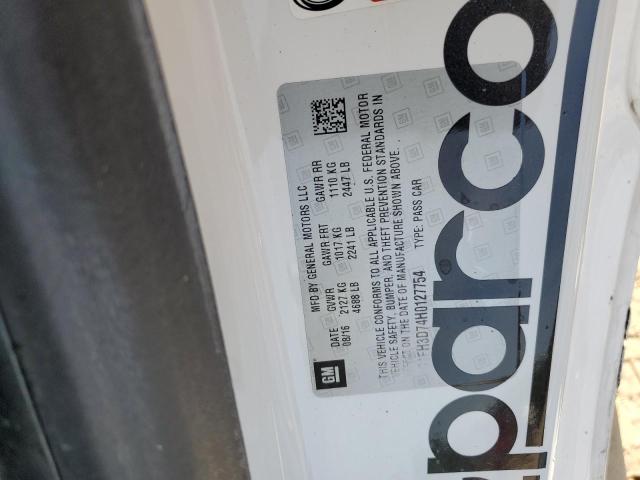 MFD BY GENERAL MOTORS LLC
DATE GVWR GAWR FRT GAWR RR
08/16 2127 KG 1017 KG 1110 KG
4688 LB 2241 LB 2447 LB
THIS VEHICLE CONFORMS TO ALL APPLICABLE U.S. FEDERAL MOTOR
VEHICLE SAFETY, BUMPER, AND THEFT PREVENTION STANDARDS IN
EFFECT ON THE DATE OF MANUFACTURE SHOWN ABOVE.
FH3D74H0127754 TYPE: PASS CAR
GM
parco